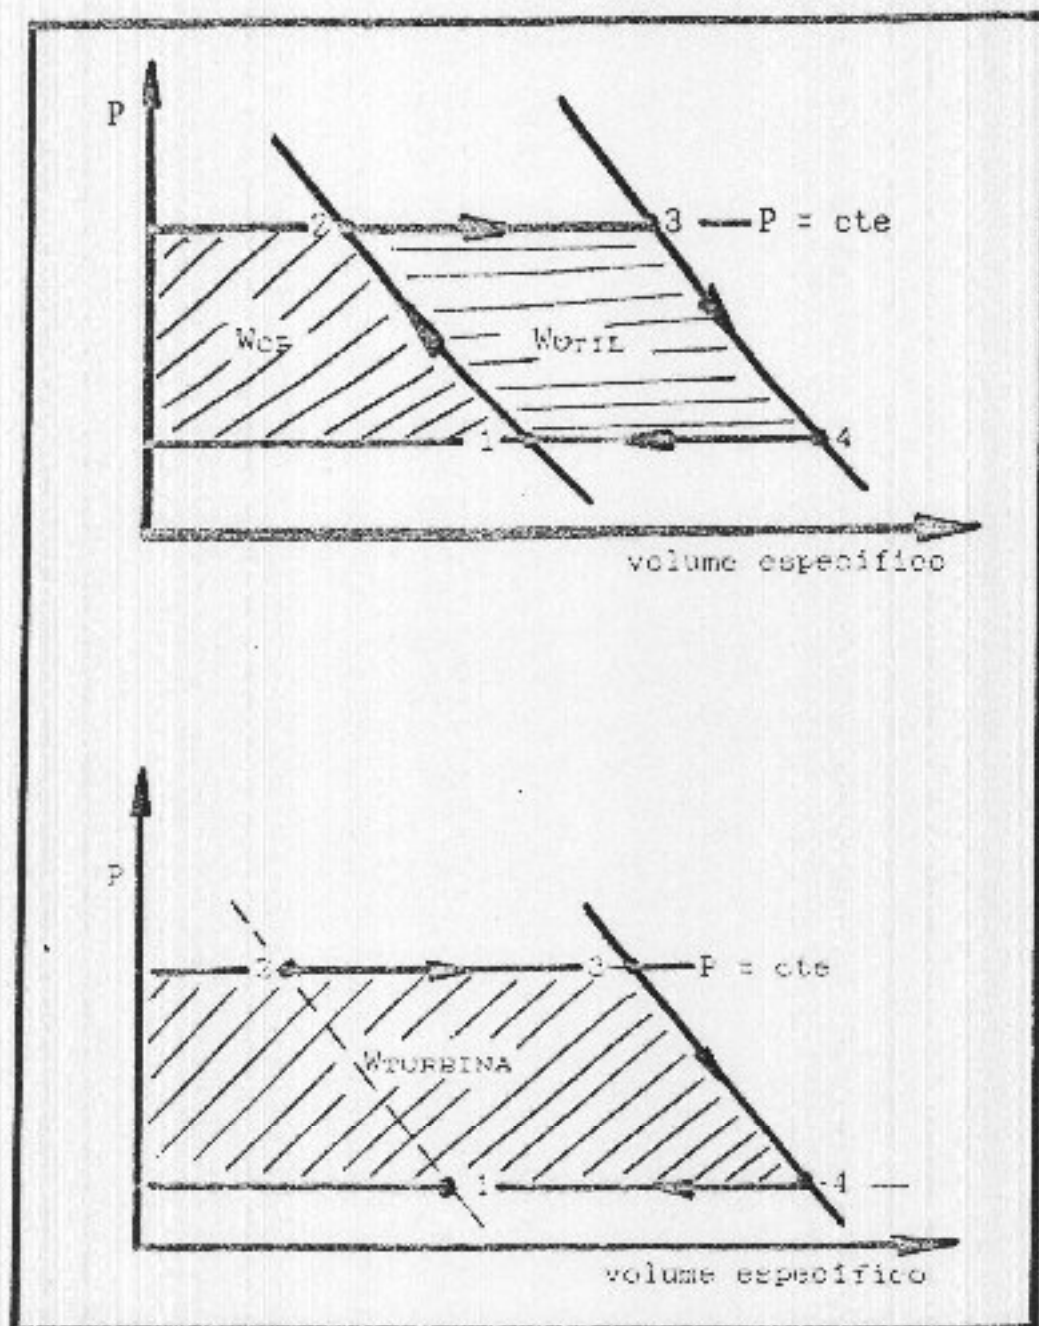 P
2
3 — P = cte
WCP
WÚTIL
1
4
volume específico
P
2
3
P = cte
WTURBINA
1
4
volume específico